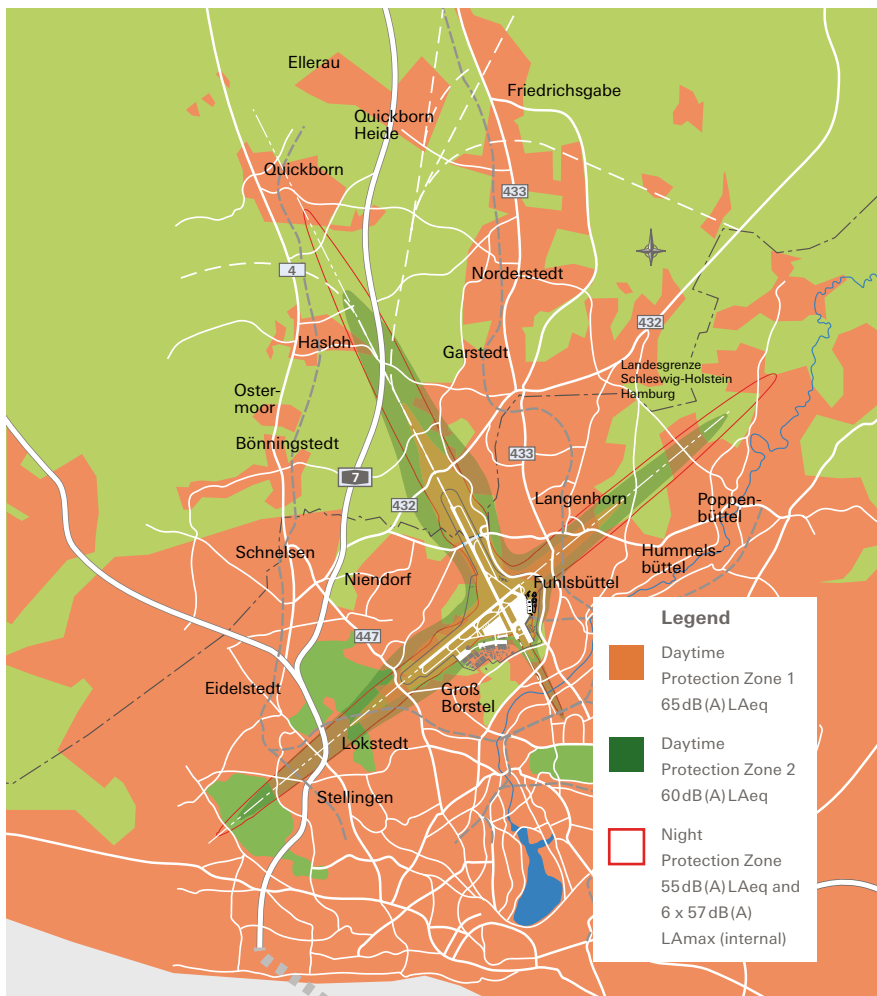 Ellerau
Friedrichsgabe
Quickborn
Heide
Quickborn
433
4
Norderstedt
432
Hasloh
Garstedt
Landesgrenze
Schleswig-Holstein
Hamburg
Oster-
moor
Bönningstedt
433
7
432
Langenhorn
Poppen-
büttel
Schnelsen
Hummels-
büttel
Niendorf
Fuhlsbüttel
447
Eidelstedt
Groß
Borstel
Lokstedt
Stellingen
Legend
Daytime
Protection Zone 1
65 dB (A) LAeq
Daytime
Protection Zone 2
60 dB (A) LAeq
Night
Protection Zone
55 dB (A) LAeq and
6 x 57 dB (A)
LAmax (internal)